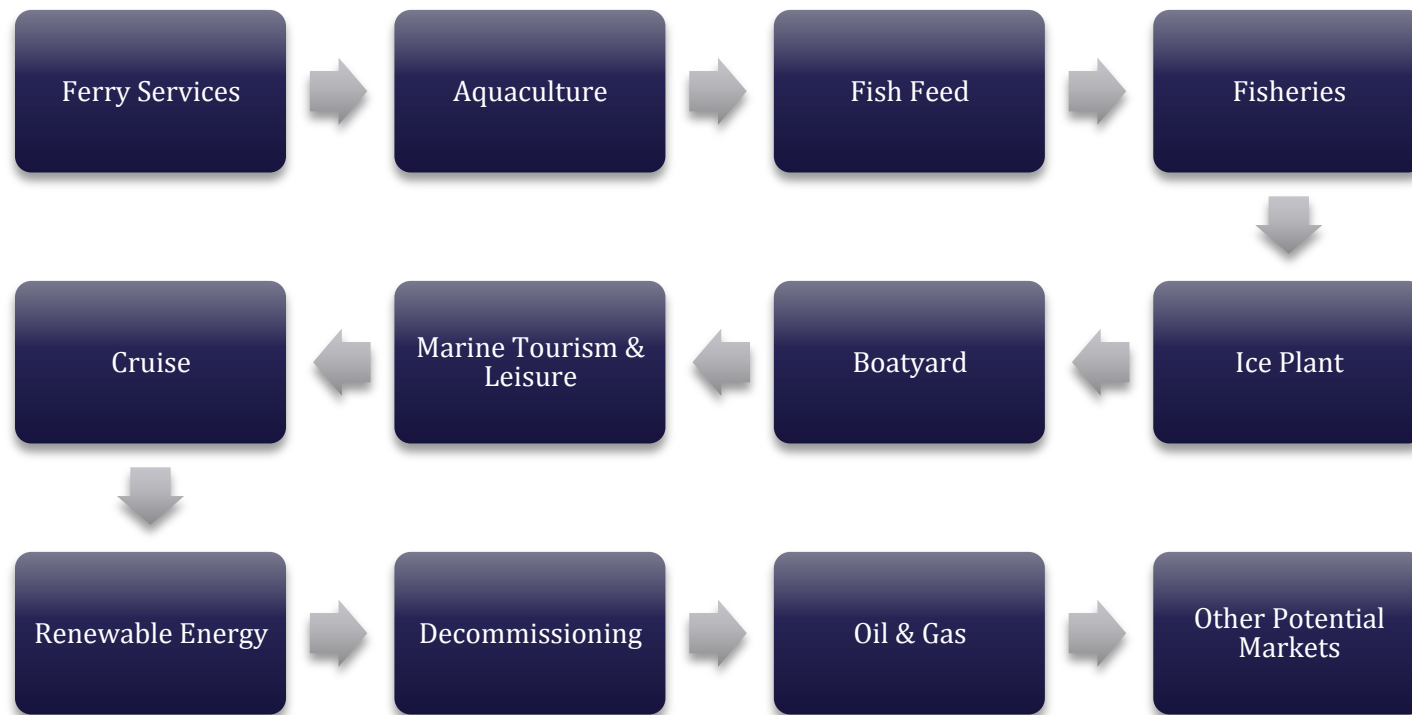 Ferry Services
Aquaculture
Fish Feed
Fisheries
Ice Plant
Boatyard
Marine Tourism &
Leisure
Cruise
Renewable Energy
Decommissioning
Oil & Gas
Other Potential
Markets